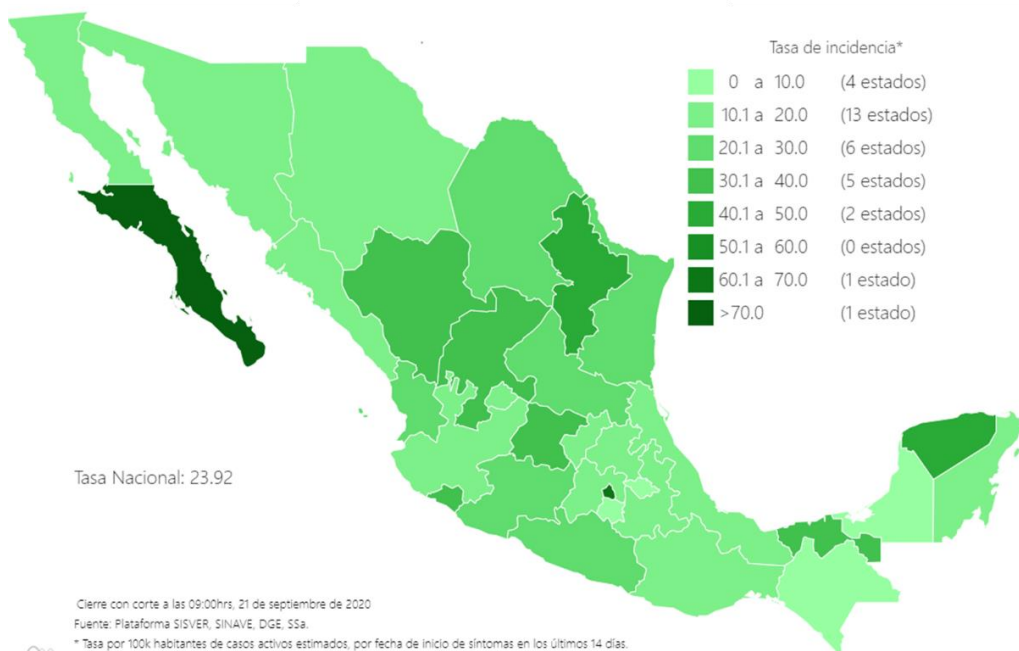 Tasa de incidencia*
0 a 10.0 (4 estados)
10.1 a 20.0 (13 estados)
20.1 a 30.0 (6 estados)
30.1 a 40.0 (5 estados)
40.1 a 50.0 (2 estados)
50.1 a 60.0 (0 estados)
60.1 a 70.0 (1 estado)
>70.0 (1 estado)
Tasa Nacional: 23.92
Cierre con corte a las 09:00hrs, 21 de septiembre de 2020
Fuente: Plataforma SISVER, SINAVE, DGE, SSa.
* Tasa por 100k habitantes de casos activos estimados, por fecha de inicio de síntomas en los últimos 14 días.